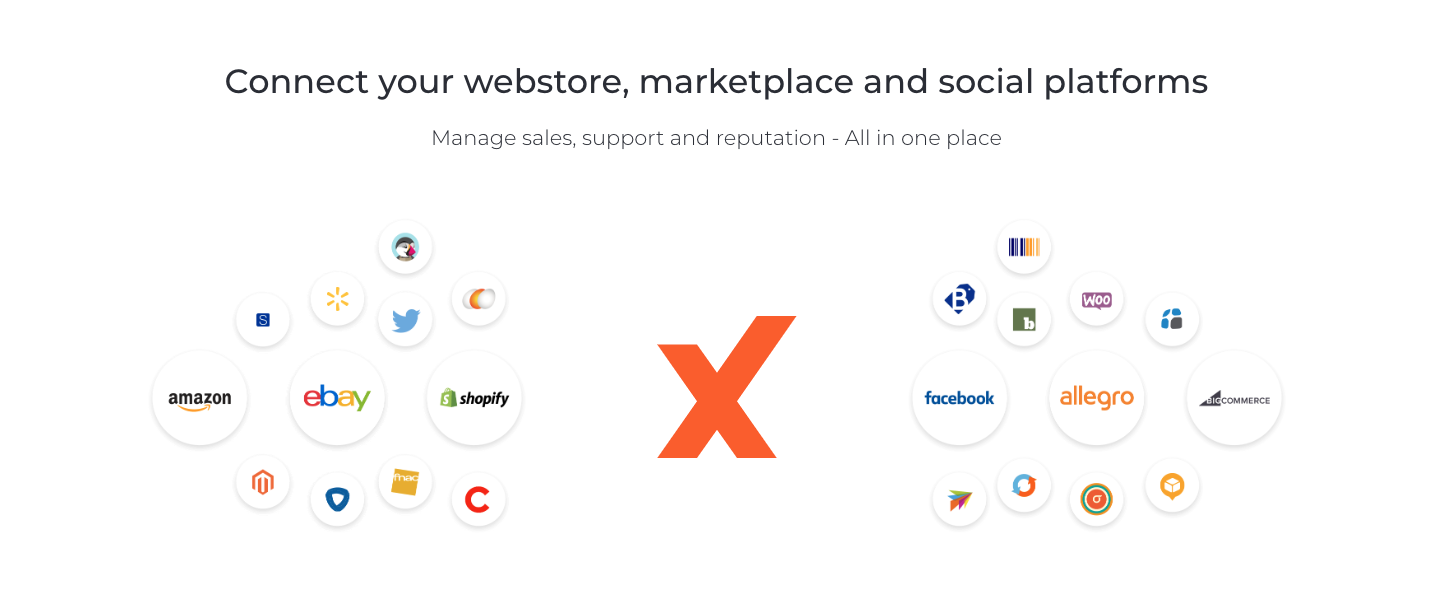 Connect your webstore, marketplace and social platforms
Manage sales, support and reputation - All in one place
WOO
B
b
S
amazon
ebay
shopify
facebook
allegro
BIGCOMMERCE
fnac
σ